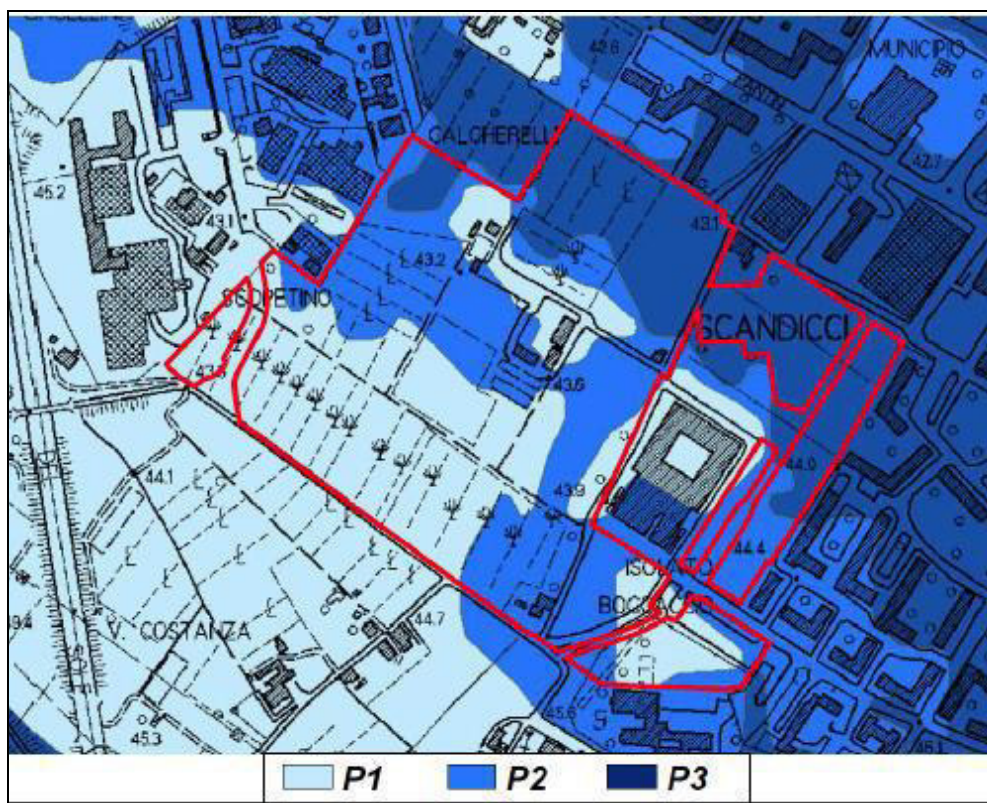 MUNICIPIO
42.6
CALCHERELLI
42.7
45.2
43.1
43.1
43.2
SCOPETINO
SCANDICCI
43.6
44.1
43.9
44.0
44.4
ISOLATO
V. COSTANZA
44.7
45.6
45.3
P1 P2 P3